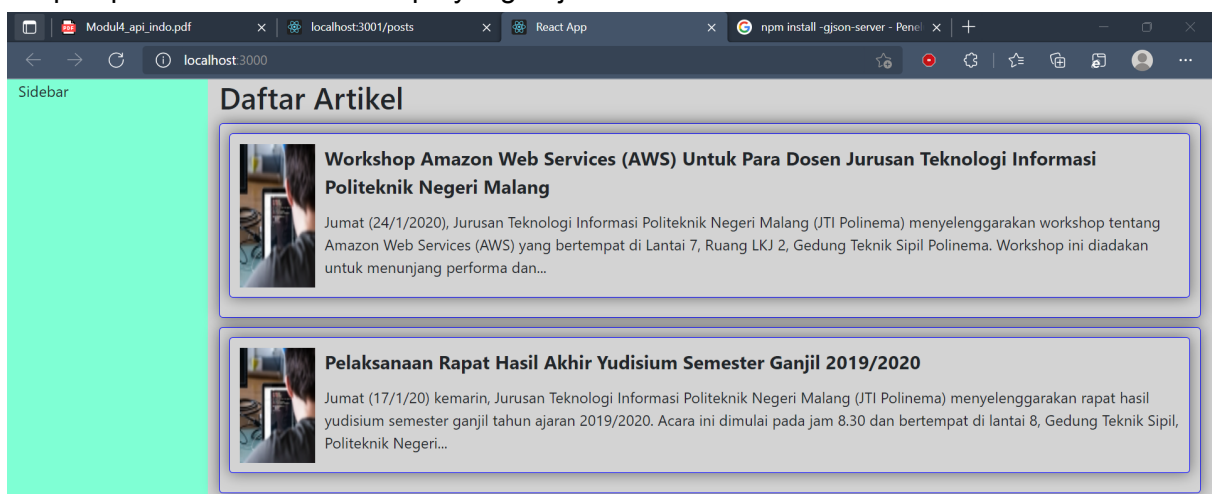 Modul4_api_indo.pdf
localhost:3001/posts
React App
npm install -gjson-server - Penel
localhost:3000
Sidebar
Daftar Artikel
Workshop Amazon Web Services (AWS) Untuk Para Dosen Jurusan Teknologi Informasi
Politeknik Negeri Malang
Jumat (24/1/2020), Jurusan Teknologi Informasi Politeknik Negeri Malang (JTI Polinema) menyelenggarakan workshop tentang
Amazon Web Services (AWS) yang bertempat di Lantai 7, Ruang LKJ 2, Gedung Teknik Sipil Polinema. Workshop ini diadakan
untuk menunjang performa dan...
Pelaksanaan Rapat Hasil Akhir Yudisium Semester Ganjil 2019/2020
Jumat (17/1/20) kemarin, Jurusan Teknologi Informasi Politeknik Negeri Malang (JTI Polinema) menyelenggarakan rapat hasil
yudisium semester ganjil tahun ajaran 2019/2020. Acara ini dimulai pada jam 8.30 dan bertempat di lantai 8, Gedung Teknik Sipil,
Politeknik Negeri...